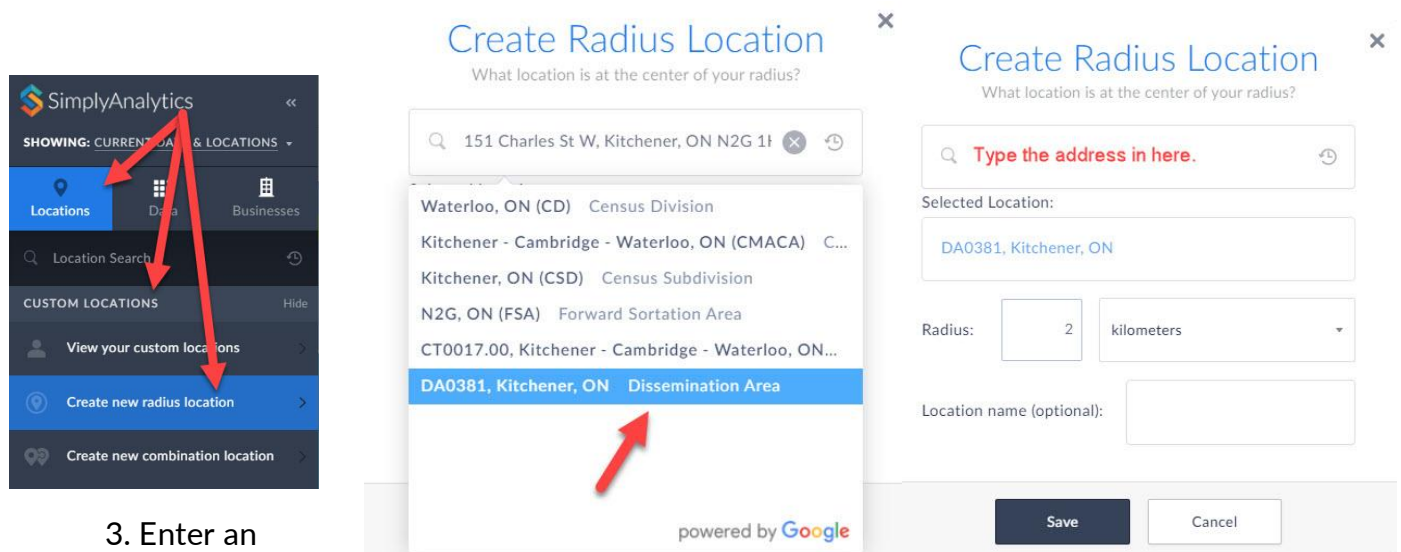 SimplyAnalytics «
SHOWING: CURRENT DATA & LOCATIONS
Locations Data Businesses
Location Search
CUSTOM LOCATIONS Hide
View your custom locations
Create new radius location
Create new combination location
3. Enter an
Create Radius Location
What location is at the center of your radius?
151 Charles St W, Kitchener, ON N2G
Waterloo, ON (CD) Census Division
Kitchener - Cambridge - Waterloo, ON (CMACA) C...
Kitchener, ON (CSD) Census Subdivision
N2G, ON (FSA) Forward Sortation Area
CT0017.00, Kitchener - Cambridge - Waterloo, ON...
DA0381, Kitchener, ON Dissemination Area
powered by Google
Create Radius Location
What location is at the center of your radius?
Type the address in here.
Selected Location:
DA0381, Kitchener, ON
Radius: 2 kilometers
Location name (optional):
Save Cancel